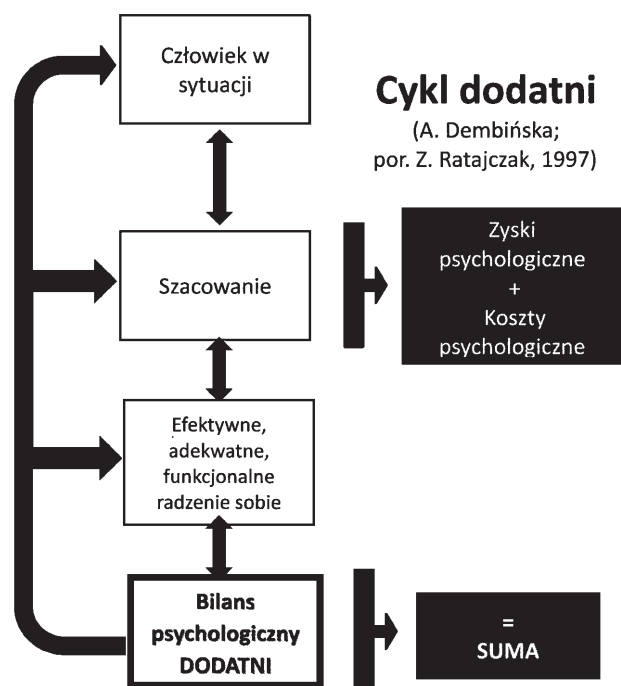 Człowiek w
sytuacji
Cykl dodatni
(A. Dembińska;
por. Z. Ratajczak, 1997)
Szacowanie
Zyski
psychologiczne
+
Koszty
psychologiczne
Efektywne,
adekwatne,
funkcjonalne
radzenie sobie
Bilans
psychologiczny
DODATNI
=
SUMA